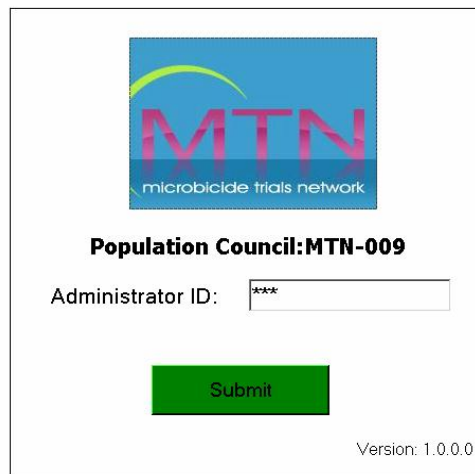 MTN
microbicide trials network
Population Council:MTN-009
Administrator ID: ***
Submit
Version: 1.0.0.0